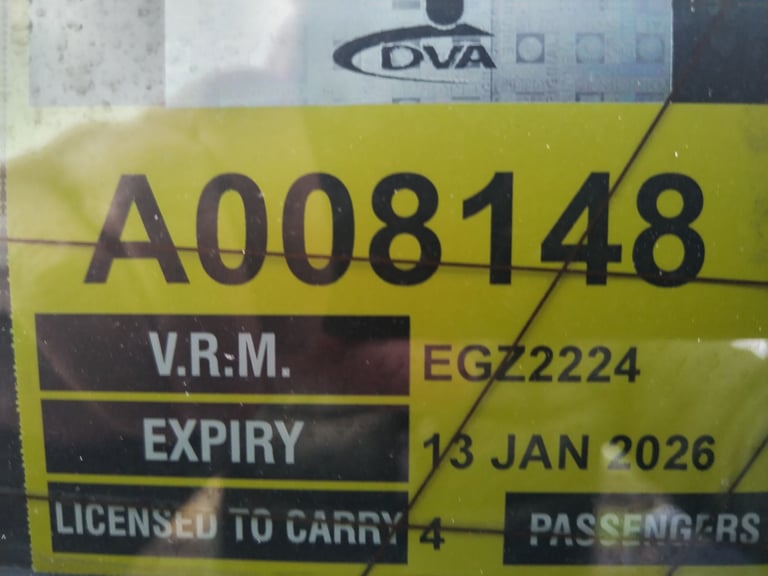 DVA
A008148
V.R.M. EGZ2224
EXPIRY 13 JAN 2026
LICENSED TO CARRY 4 PASSENGERS